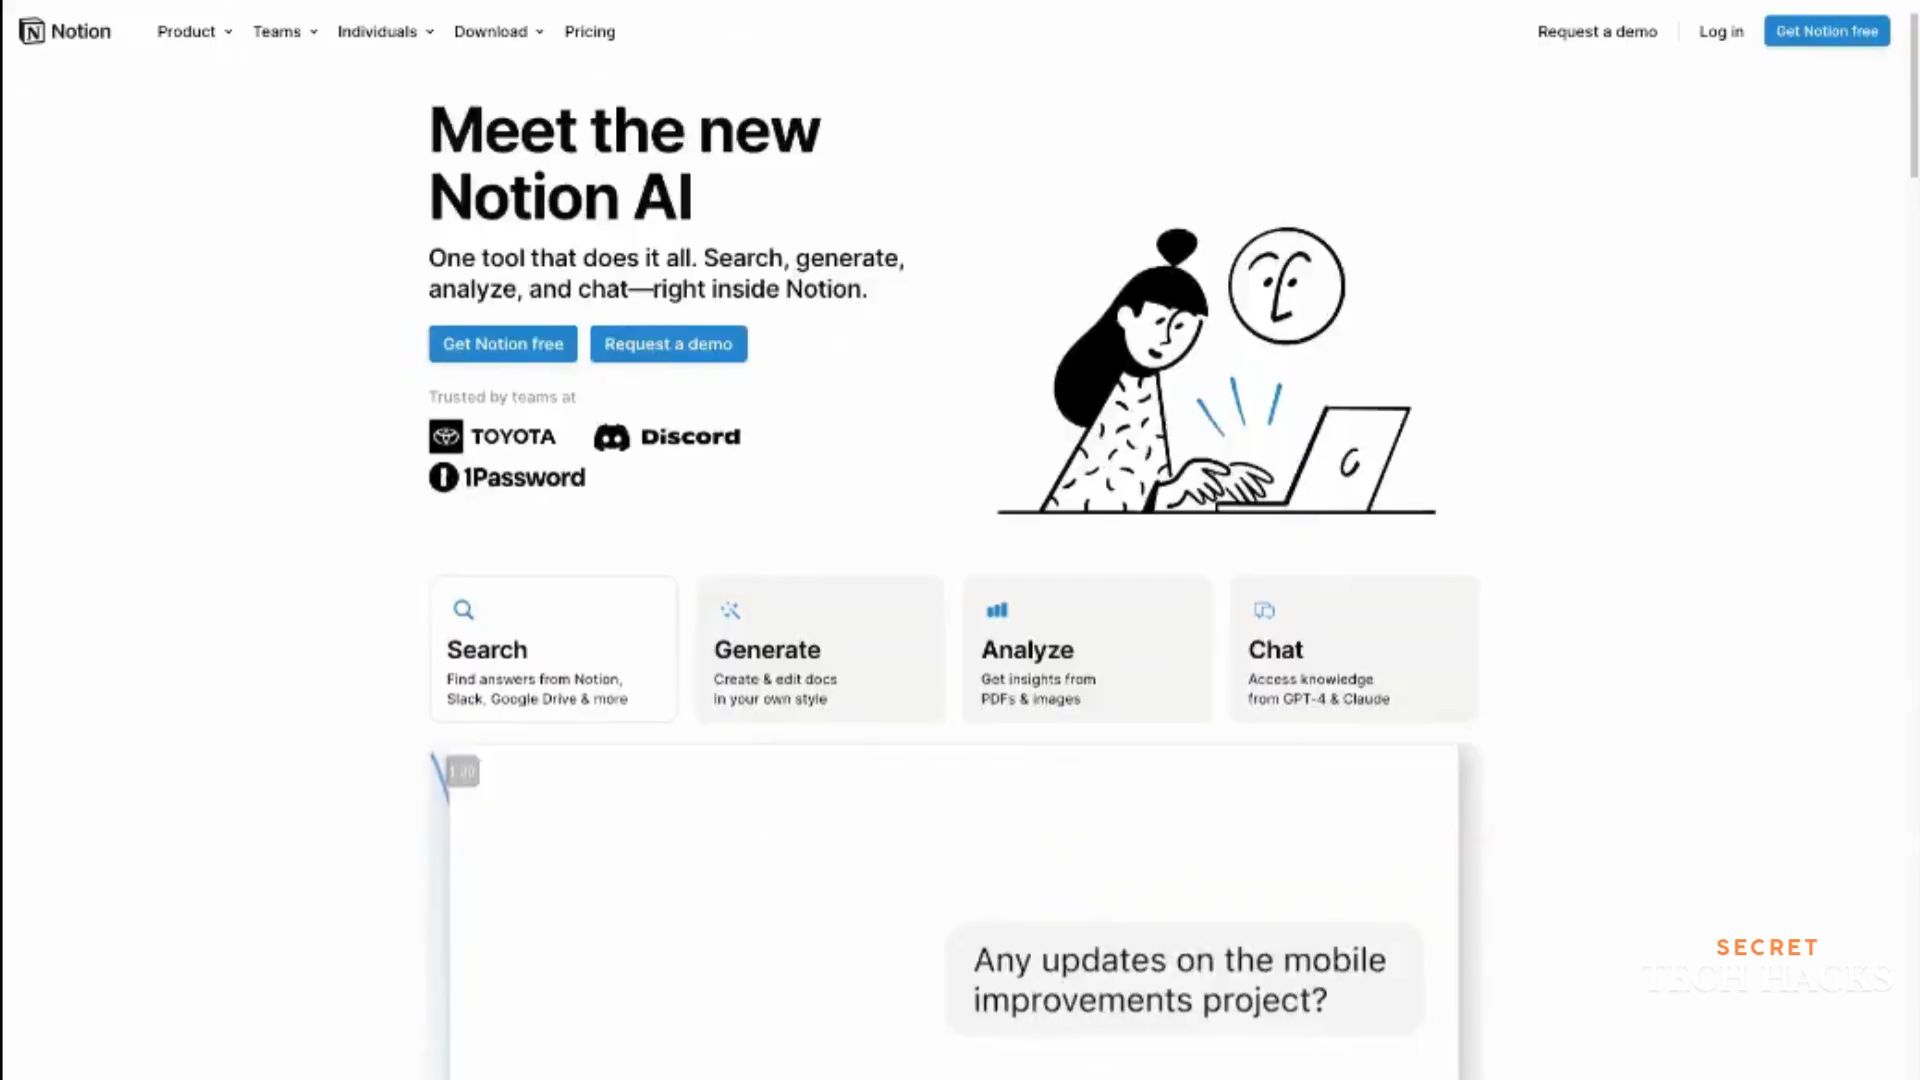 Notion Product Teams Individuals Download Pricing Request a demo Log in Get Notion free
Meet the new
Notion AI
One tool that does it all. Search, generate,
analyze, and chat—right inside Notion.
Get Notion free Request a demo
Trusted by teams at
TOYOTA Discord
1Password
Search
Find answers from Notion,
Slack, Google Drive & more
Generate
Create & edit docs
in your own style
Analyze
Get insights from
PDFs & images
Chat
Access knowledge
from GPT-4 & Claude
Any updates on the mobile
improvements project?
SECRET
TECH HACKS